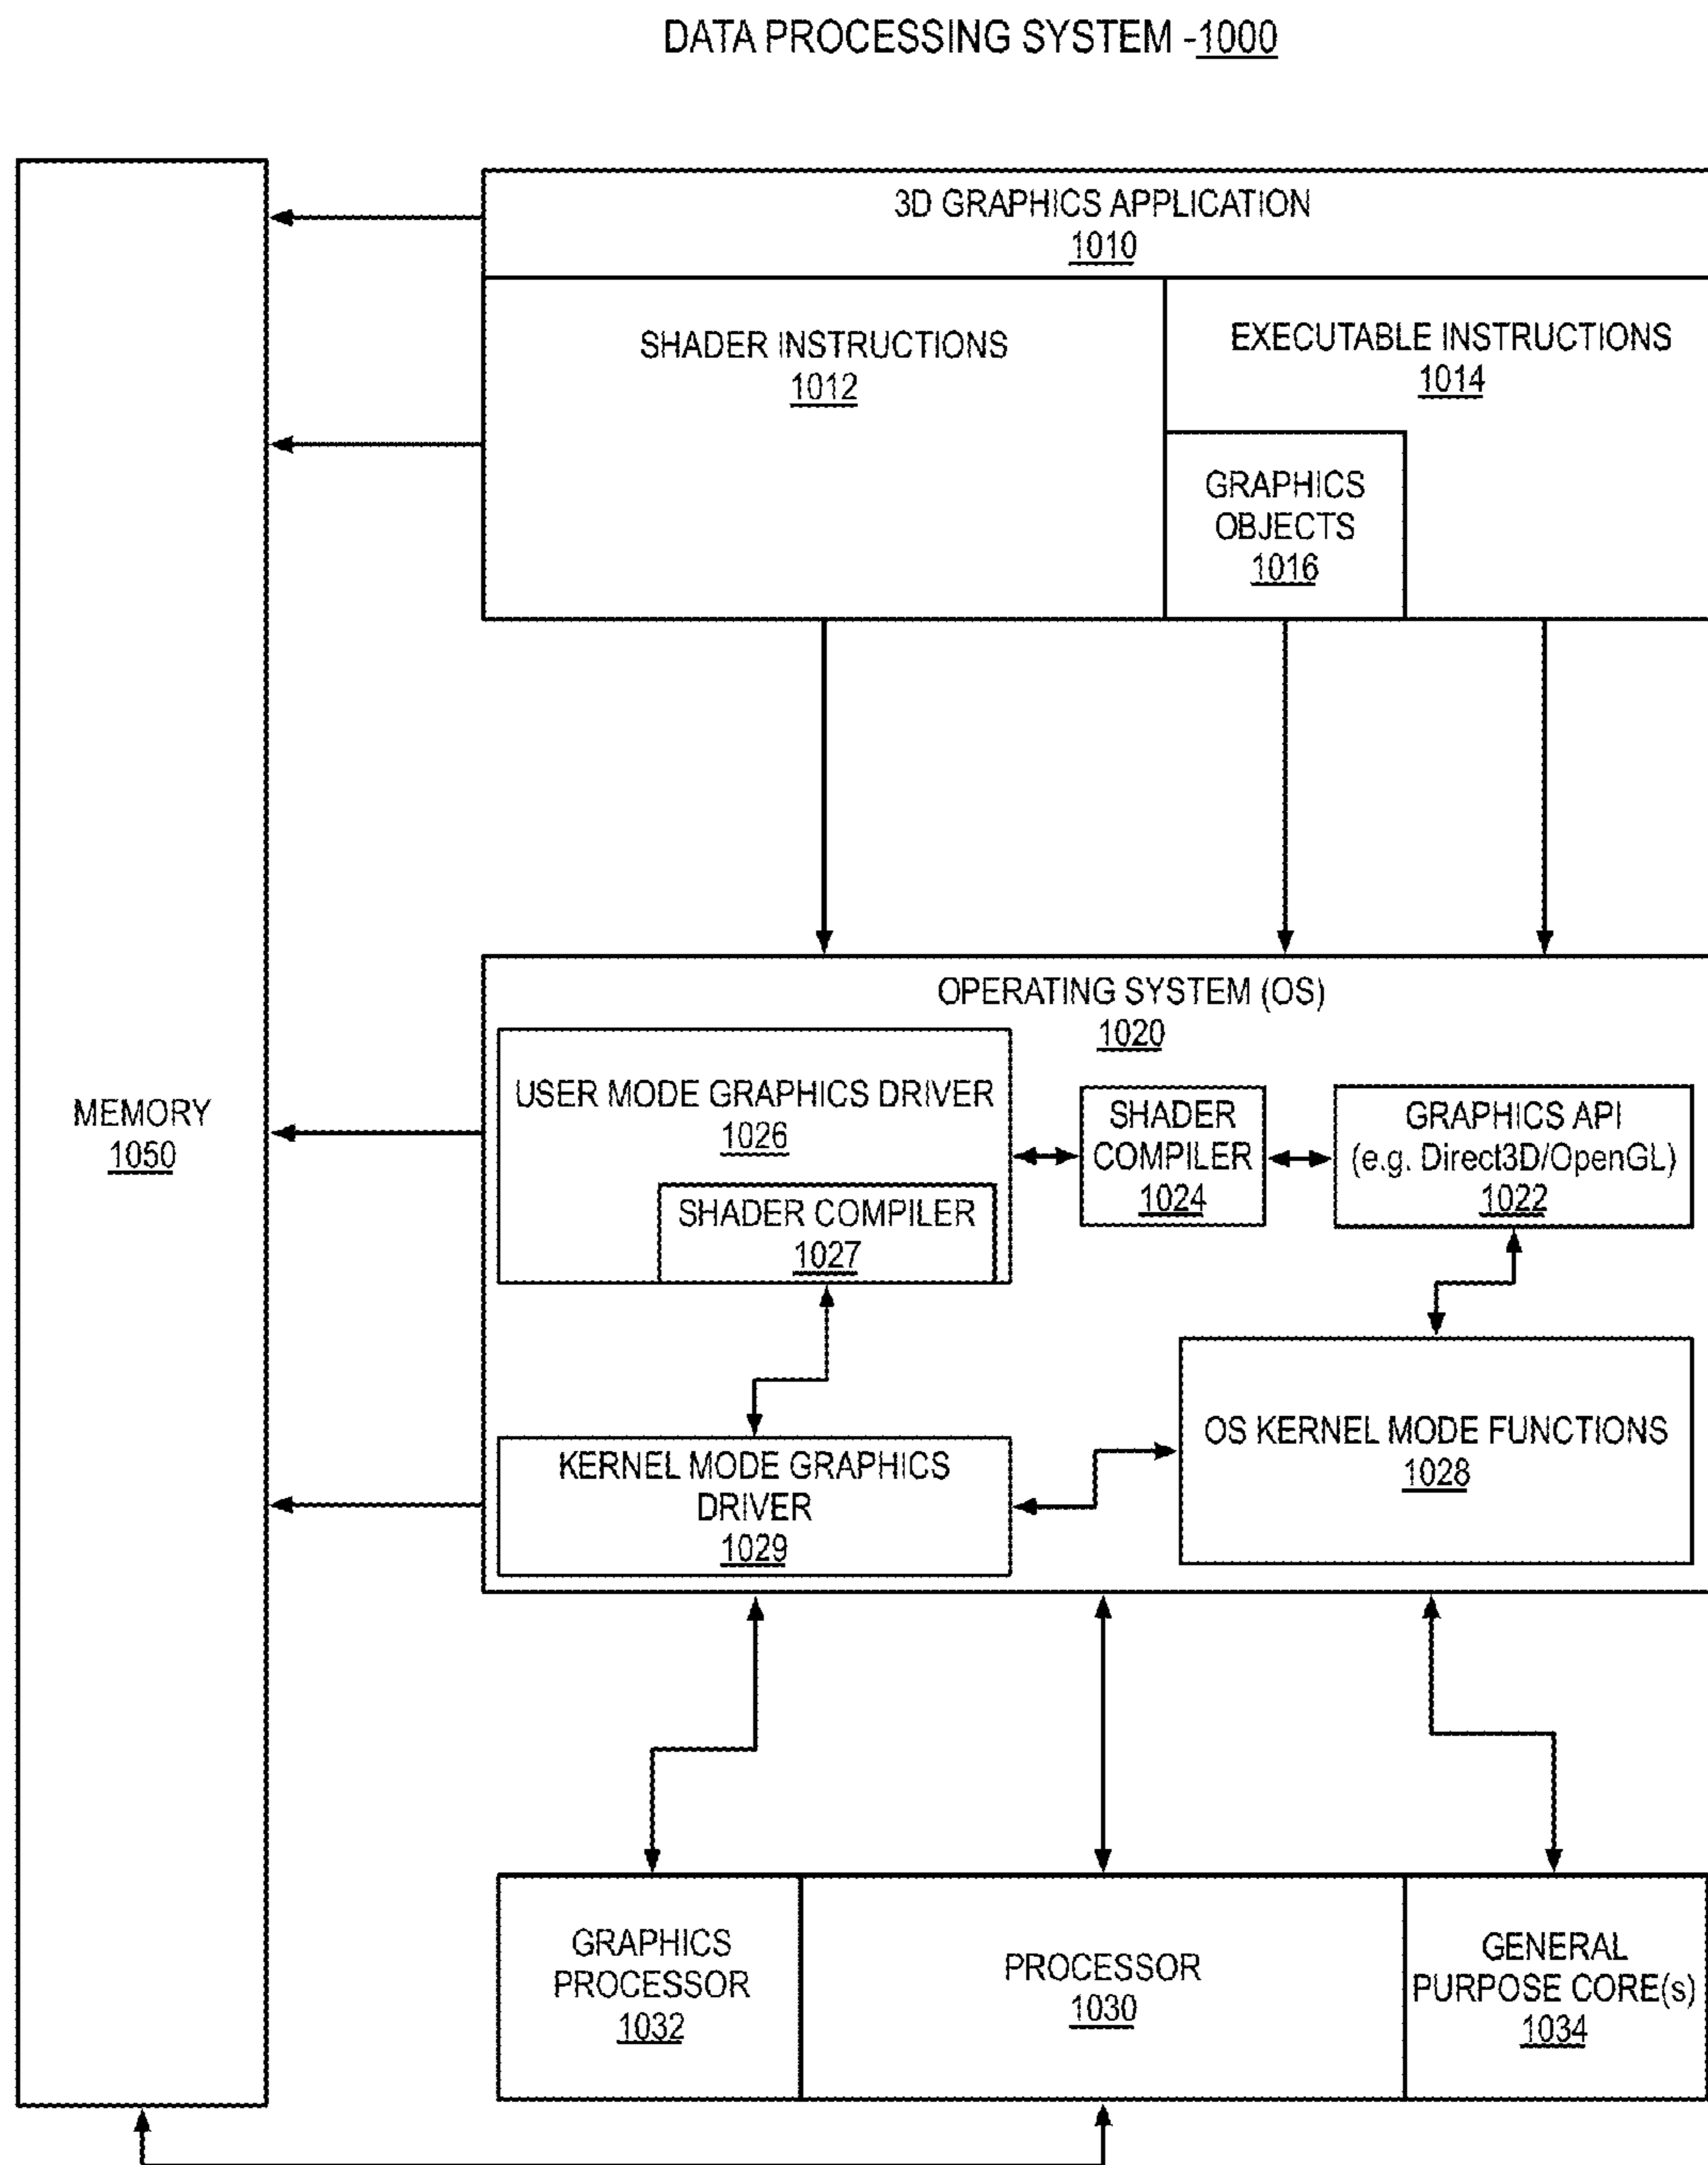 DATA PROCESSING SYSTEM -1000
3D GRAPHICS APPLICATION
1010
SHADER INSTRUCTIONS
1012
EXECUTABLE INSTRUCTIONS
1014
GRAPHICS
OBJECTS
1016
OPERATING SYSTEM (OS)
1020
USER MODE GRAPHICS DRIVER
1026
SHADER COMPILER
1027
SHADER
COMPILER
1024
GRAPHICS API
(e.g. Direct3D/OpenGL)
1022
MEMORY
1050
KERNEL MODE GRAPHICS
DRIVER
1029
OS KERNEL MODE FUNCTIONS
1028
GRAPHICS
PROCESSOR
1032
PROCESSOR
1030
GENERAL
PURPOSE CORE(s)
1034